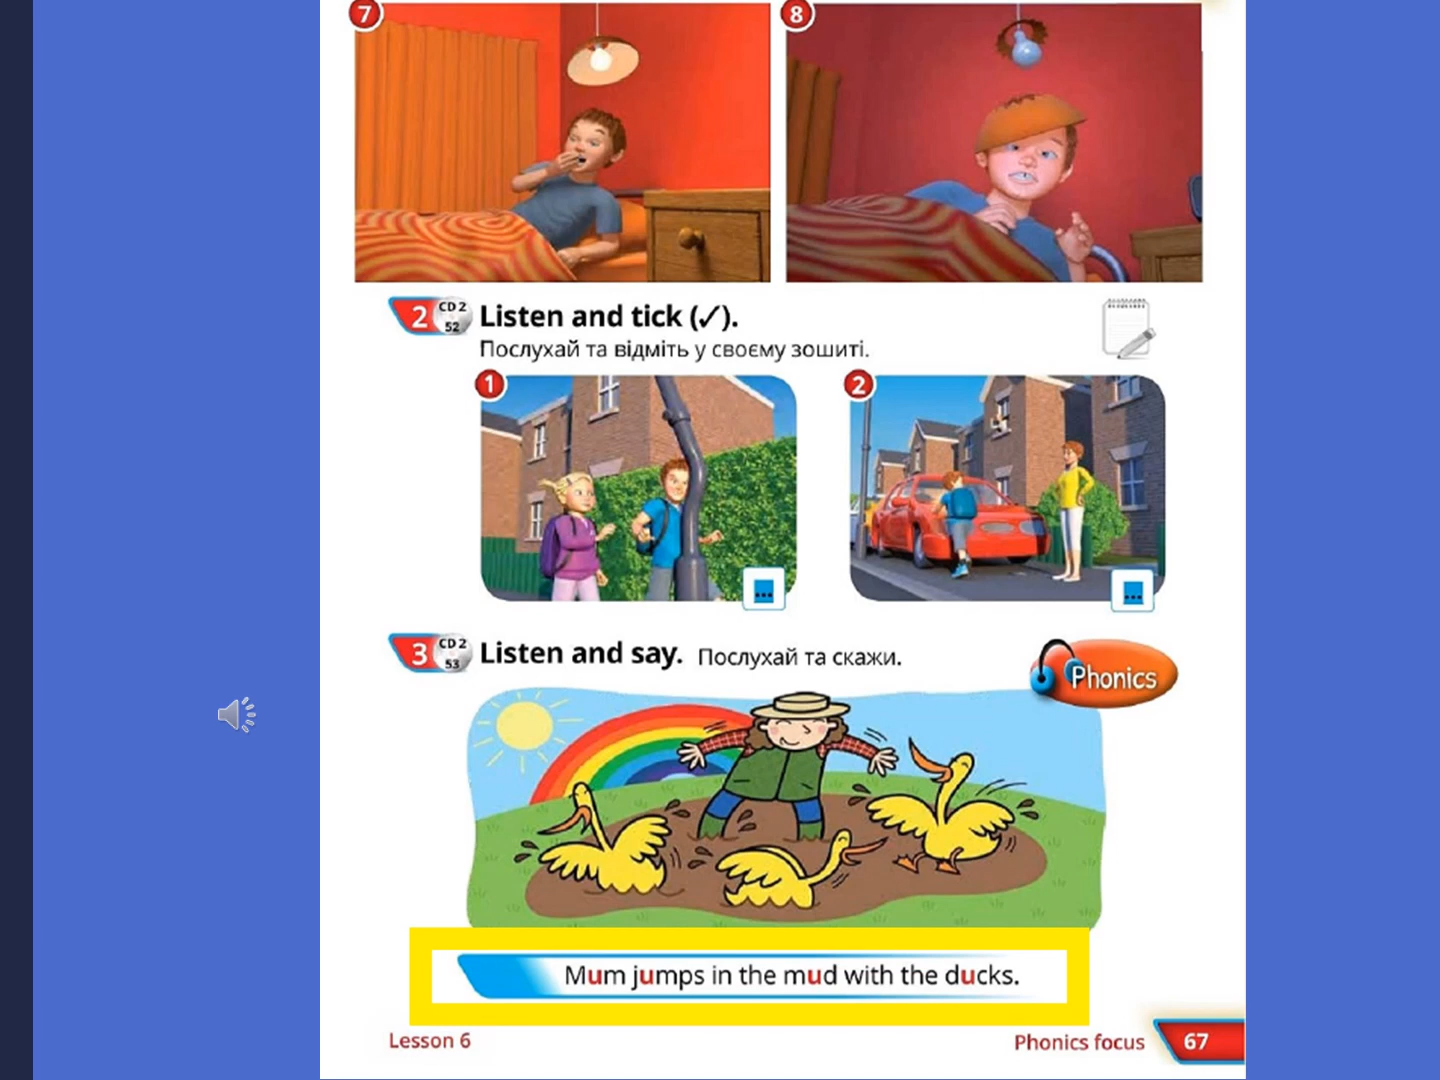 7
8
2 CD 2 52 Listen and tick (✓).
Послухай та відміть у своєму зошиті.
1
2
...
...
3 CD 2 53 Listen and say. Послухай та скажи.
Phonics
Mum jumps in the mud with the ducks.
Lesson 6
Phonics focus 67